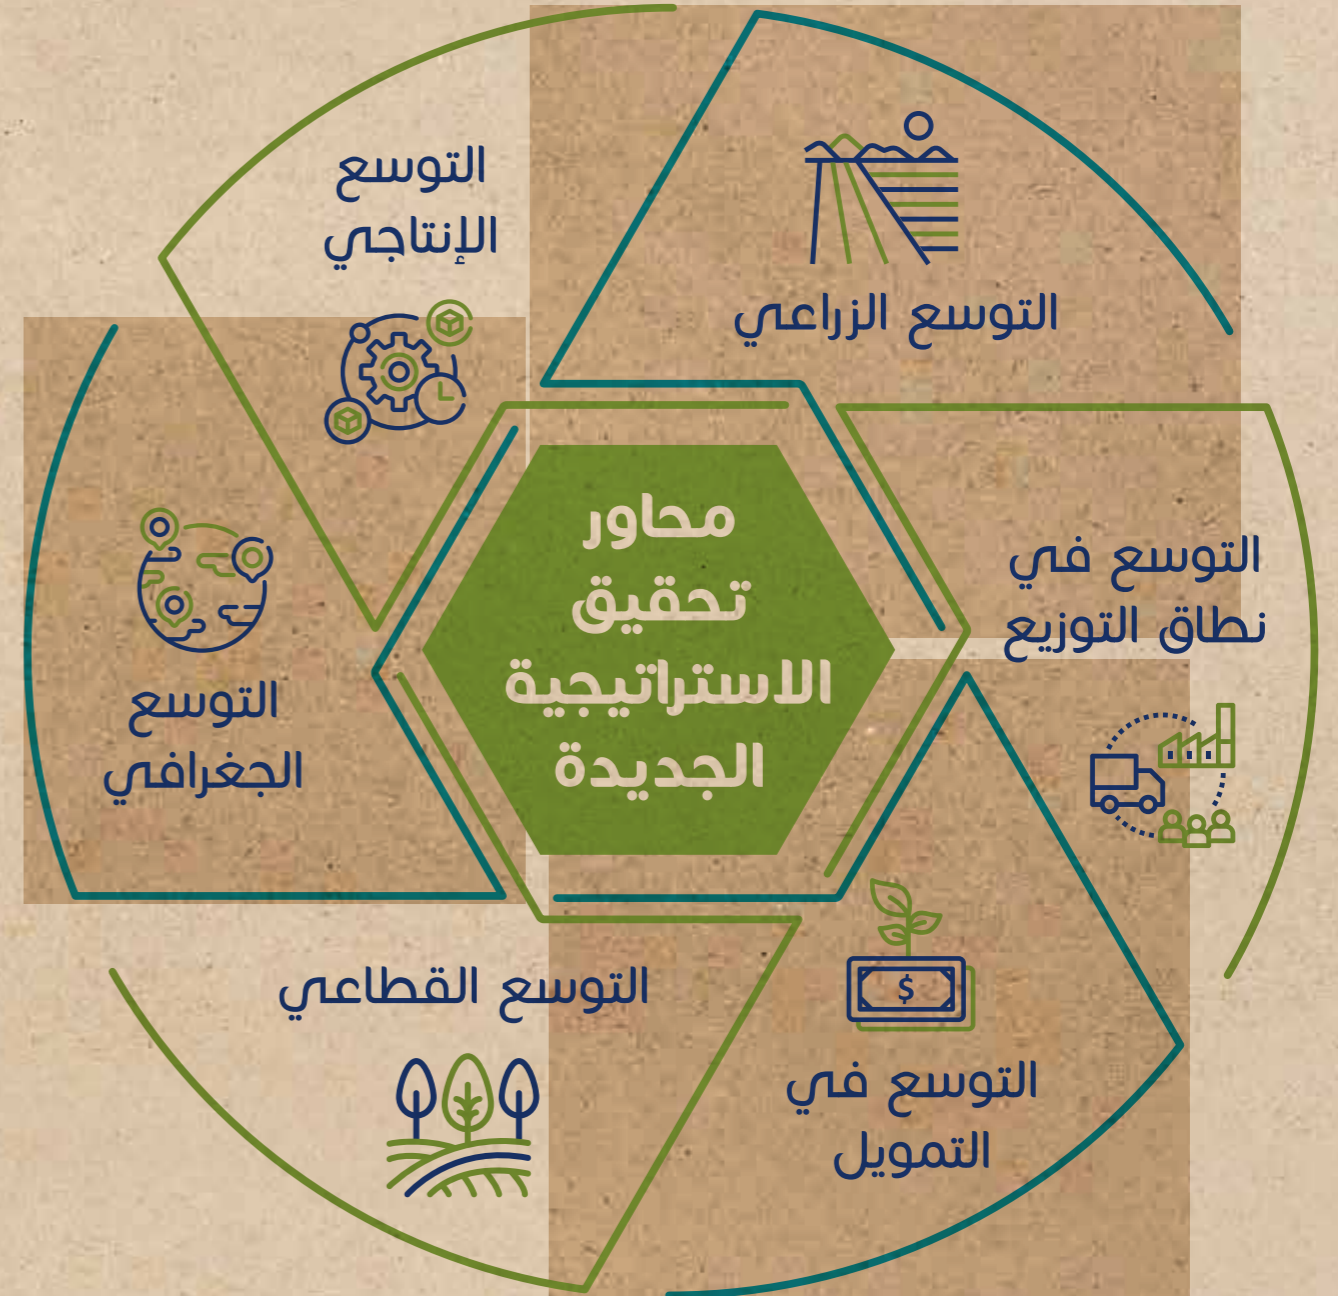 محاور
تحقيق
الاستراتيجية
الجديدة
التوسع الزراعي
التوسع في
نطاق التوزيع
$
التوسع في
التمويل
التوسع القطاعي
التوسع
الجغرافي
التوسع
الإنتاجي